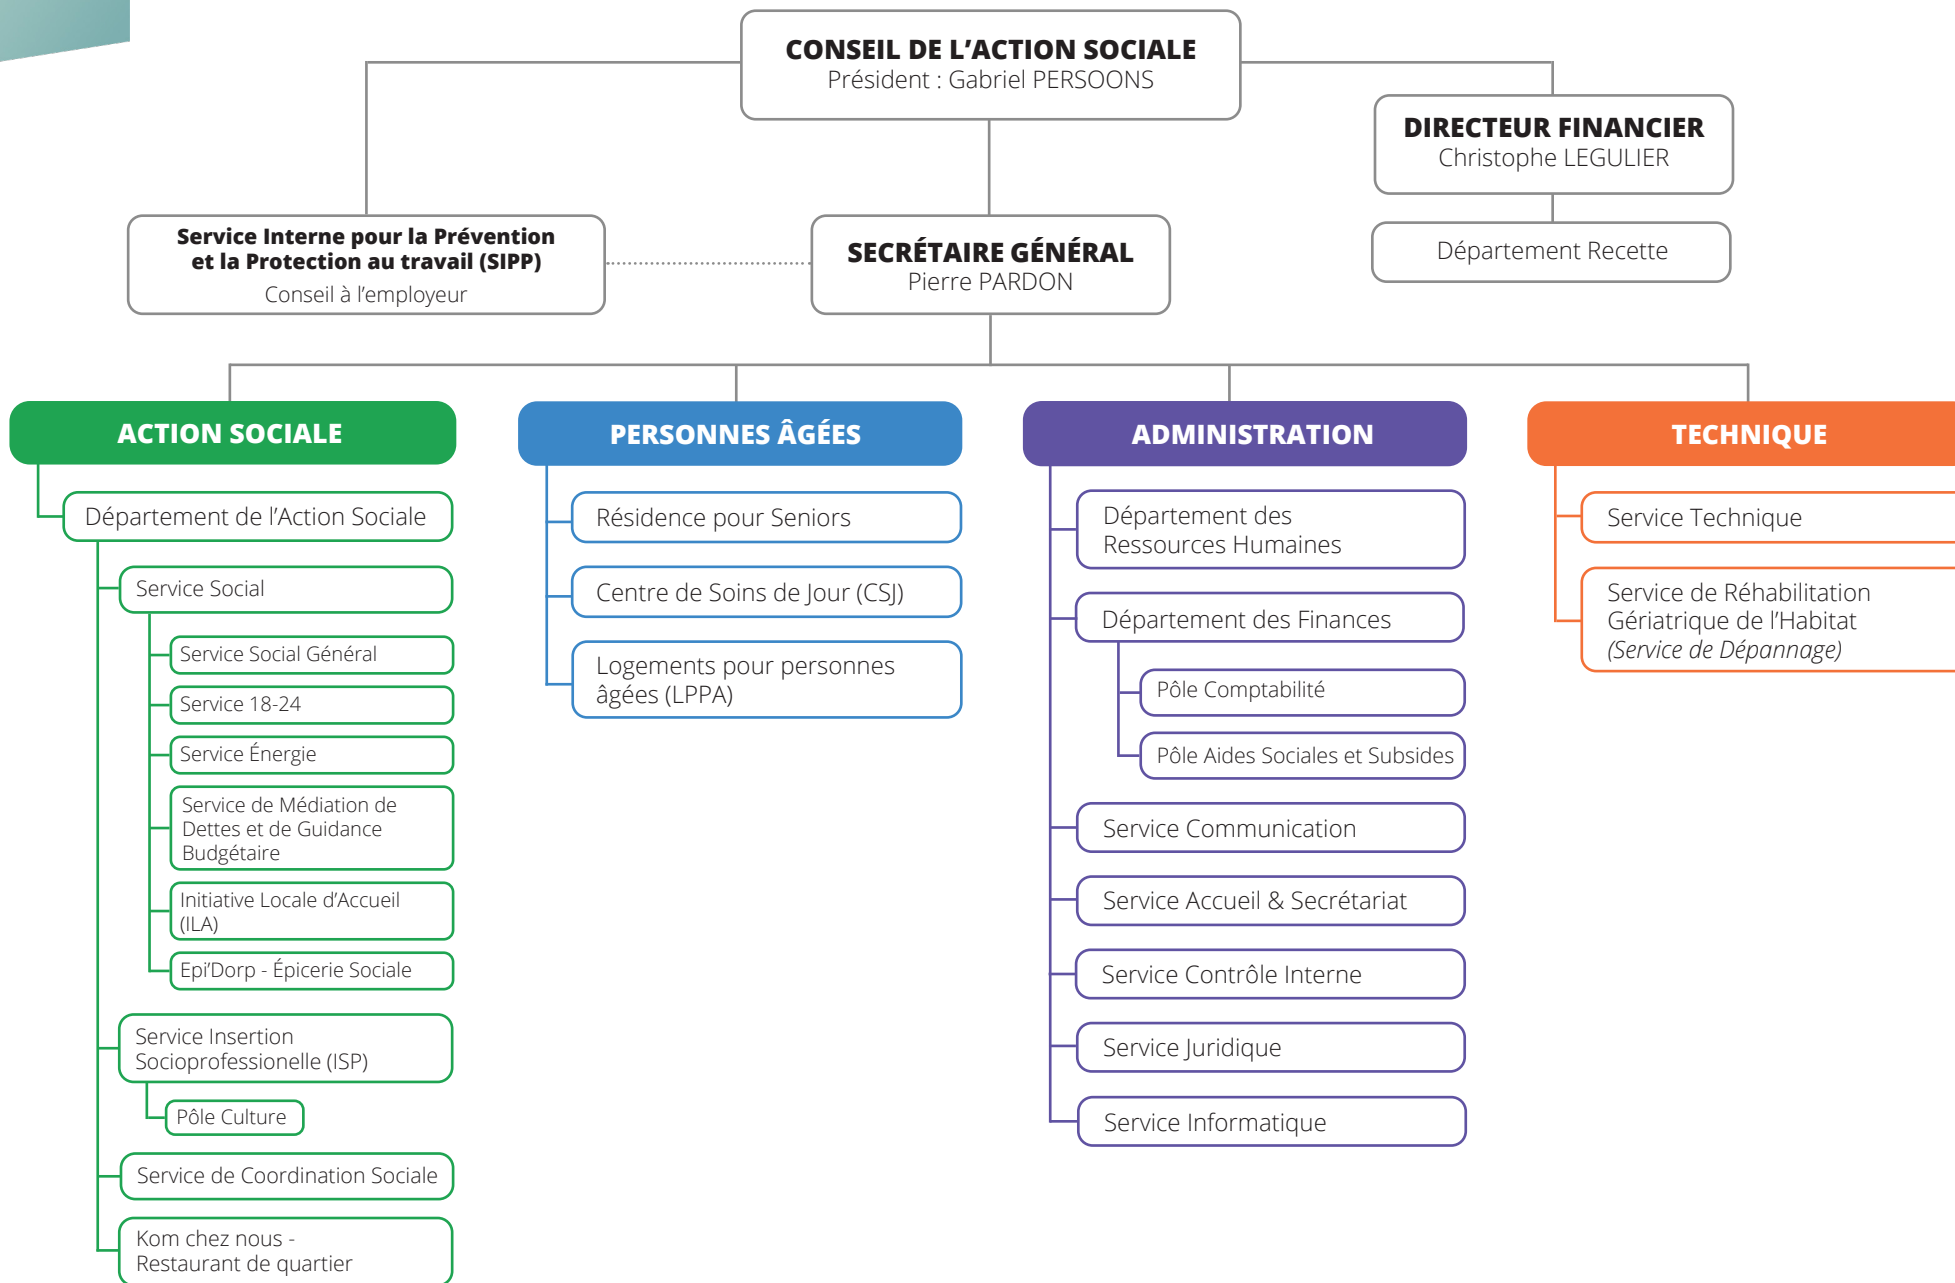 CONSEIL DE L’ACTION SOCIALE
Président : Gabriel PERSOONS
DIRECTEUR FINANCIER
Christophe LEGULIER
Département Recette
Service Interne pour la Prévention
et la Protection au travail (SIPP)
Conseil à l’employeur
SECRÉTAIRE GÉNÉRAL
Pierre PARDON
ACTION SOCIALE
Département de l’Action Sociale
Service Social
Service Social Général
Service 18-24
Service Énergie
Service de Médiation de
Dettes et de Guidance
Budgétaire
Initiative Locale d’Accueil
(ILA)
Epi’Dorp - Épicerie Sociale
Service Insertion
Socioprofessionelle (ISP)
Pôle Culture
Service de Coordination Sociale
Kom chez nous -
Restaurant de quartier
PERSONNES ÂGÉES
Résidence pour Seniors
Centre de Soins de Jour (CSJ)
Logements pour personnes
âgées (LPPA)
ADMINISTRATION
Département des
Ressources Humaines
Département des Finances
Pôle Comptabilité
Pôle Aides Sociales et Subsides
Service Communication
Service Accueil & Secrétariat
Service Contrôle Interne
Service Juridique
Service Informatique
TECHNIQUE
Service Technique
Service de Réhabilitation
Gériatrique de l’Habitat
(Service de Dépannage)